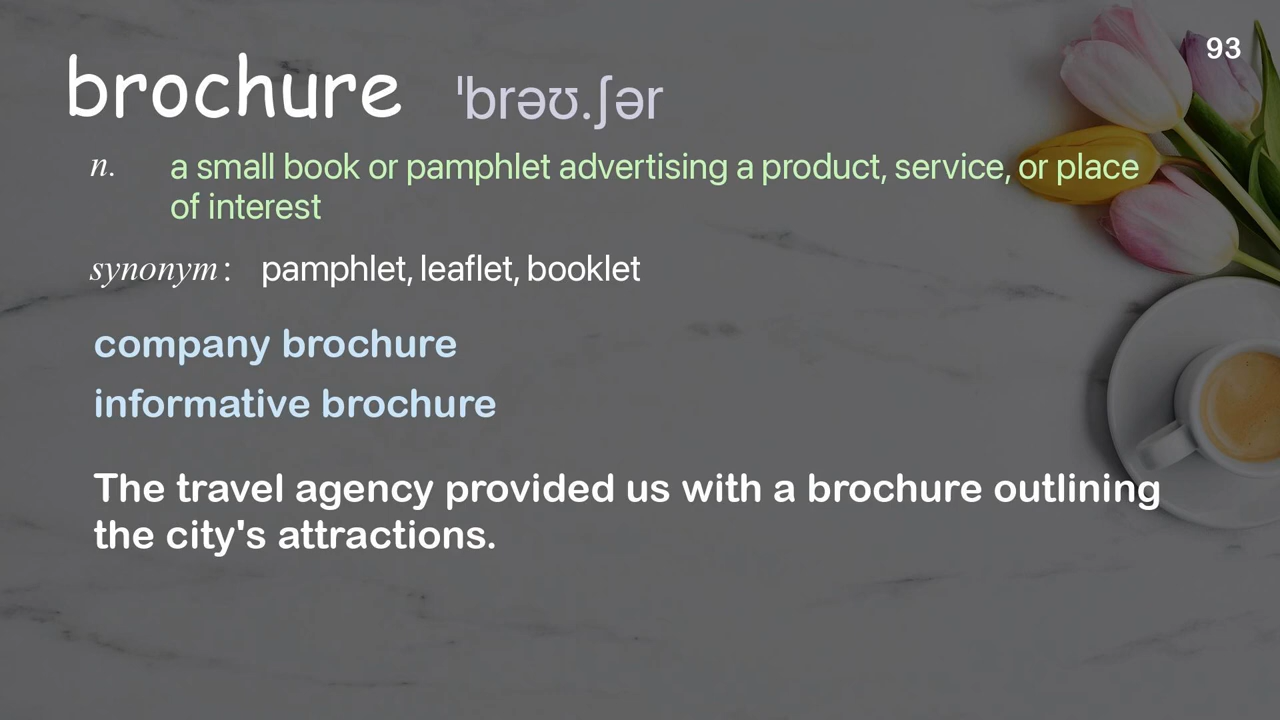 93
brochure ˈbrəʊ.ʃər
n. a small book or pamphlet advertising a product, service, or place
of interest
synonym: pamphlet, leaflet, booklet
company brochure
informative brochure
The travel agency provided us with a brochure outlining
the city's attractions.